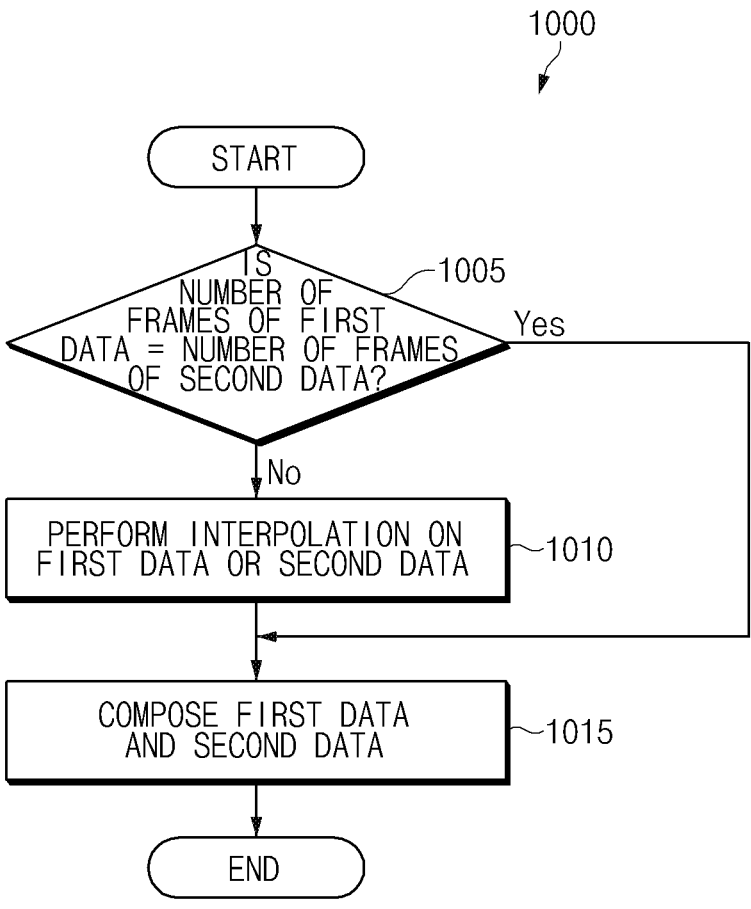 1000
START
IS
NUMBER OF
FRAMES OF FIRST
DATA = NUMBER OF FRAMES
OF SECOND DATA?
1005
Yes
No
PERFORM INTERPOLATION ON
FIRST DATA OR SECOND DATA
1010
COMPOSE FIRST DATA
AND SECOND DATA
1015
END